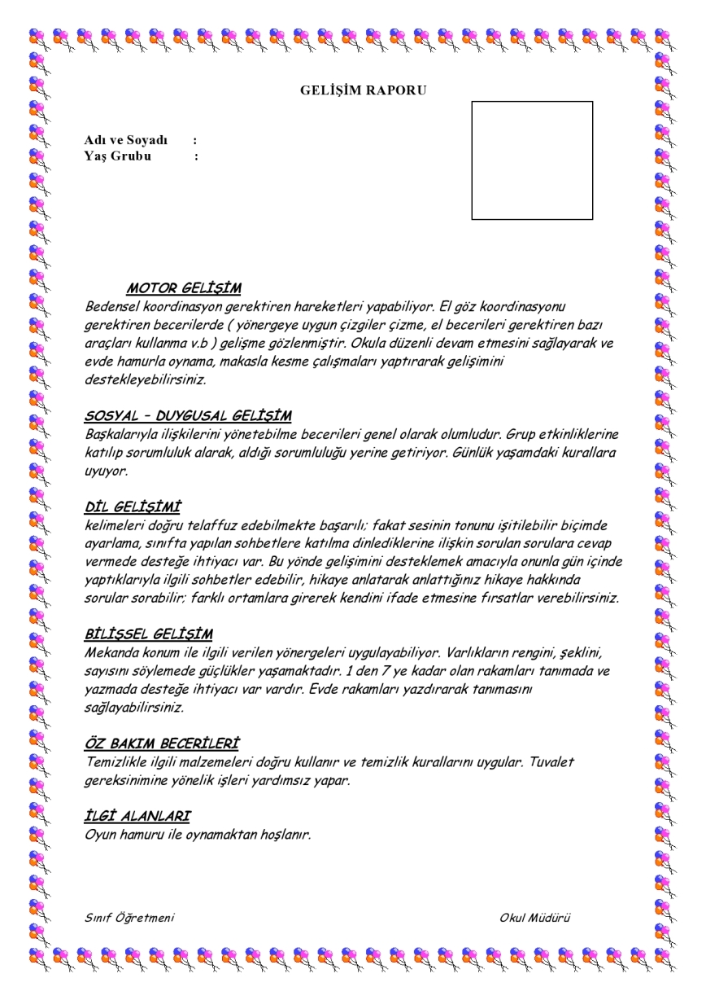 GELİŞİM RAPORU
Adı ve Soyadı :
Yaş Grubu :
MOTOR GELİŞİM
Bedensel koordinasyon gerektiren hareketleri yapabiliyor. El göz koordinasyonu
gerektiren becerilerde ( yönergeye uygun çizgiler çizme, el becerileri gerektiren bazı
araçları kullanma v.b ) gelişme gözlenmiştir. Okula düzenli devam etmesini sağlayarak ve
evde hamurla oynama, makasla kesme çalışmaları yaptırarak gelişimini
destekleyebilirsiniz.
SOSYAL – DUYGUSAL GELİŞİM
Başkalarıyla ilişkilerini yönetebilme becerileri genel olarak olumludur. Grup etkinliklerine
katılıp sorumluluk alarak, aldığı sorumluluğu yerine getiriyor. Günlük yaşamdaki kurallara
uyuyor.
DİL GELİŞİMİ
kelimeleri doğru telaffuz edebilmekte başarılı; fakat sesinin tonunu işitilebilir biçimde
ayarlama, sınıfta yapılan sohbetlere katılma dinlediklerine ilişkin sorulan sorulara cevap
vermede desteğe ihtiyacı var. Bu yönde gelişimini desteklemek amacıyla onunla gün içinde
yaptıklarıyla ilgili sohbetler edebilir, hikaye anlatarak anlattığınız hikaye hakkında
sorular sorabilir; farklı ortamlara girerek kendini ifade etmesine fırsatlar verebilirsiniz.
BİLİŞSEL GELİŞİM
Mekanda konum ile ilgili verilen yönergeleri uygulayabiliyor. Varlıkların rengini, şeklini,
sayısını söylemede güçlükler yaşamaktadır. 1 den 7 ye kadar olan rakamları tanımada ve
yazmada desteğe ihtiyacı var vardır. Evde rakamları yazdırarak tanımasını
sağlayabilirsiniz.
ÖZ BAKIM BECERİLERİ
Temizlikle ilgili malzemeleri doğru kullanır ve temizlik kurallarını uygular. Tuvalet
gereksinimine yönelik işleri yardımsız yapar.
İLGİ ALANLARI
Oyun hamuru ile oynamaktan hoşlanır.
Sınıf Öğretmeni Okul Müdürü